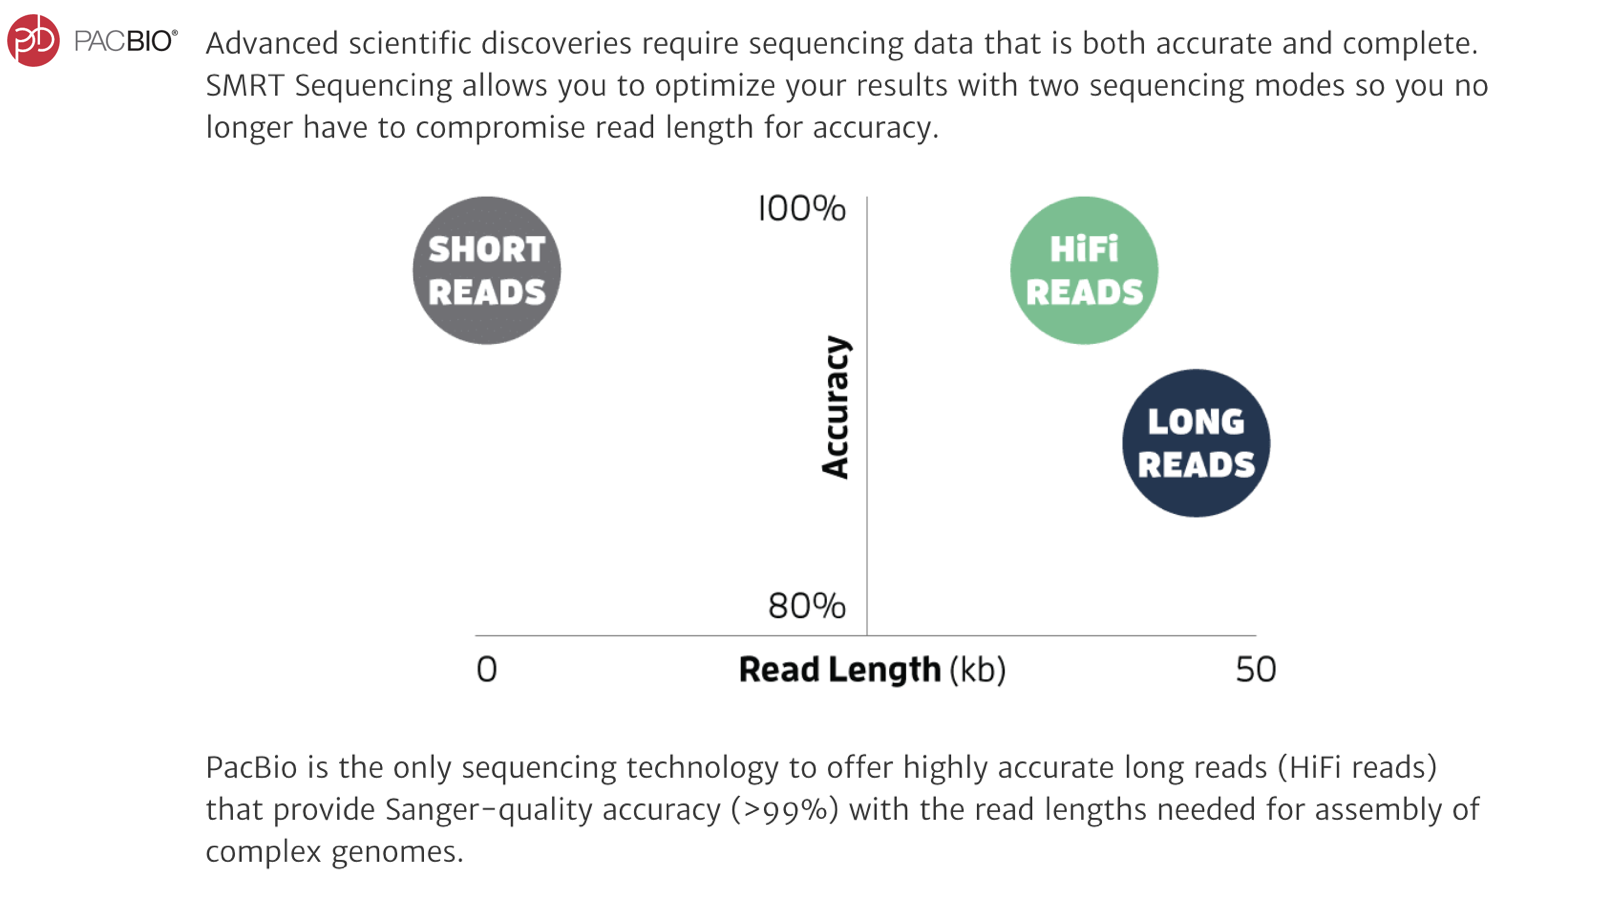 PACBIO®
Advanced scientific discoveries require sequencing data that is both accurate and complete.
SMRT Sequencing allows you to optimize your results with two sequencing modes so you no
longer have to compromise read length for accuracy.
SHORT
READS
100%
HiFi
READS
Accuracy
LONG
READS
80%
0
Read Length (kb)
50
PacBio is the only sequencing technology to offer highly accurate long reads (HiFi reads)
that provide Sanger-quality accuracy (>99%) with the read lengths needed for assembly of
complex genomes.